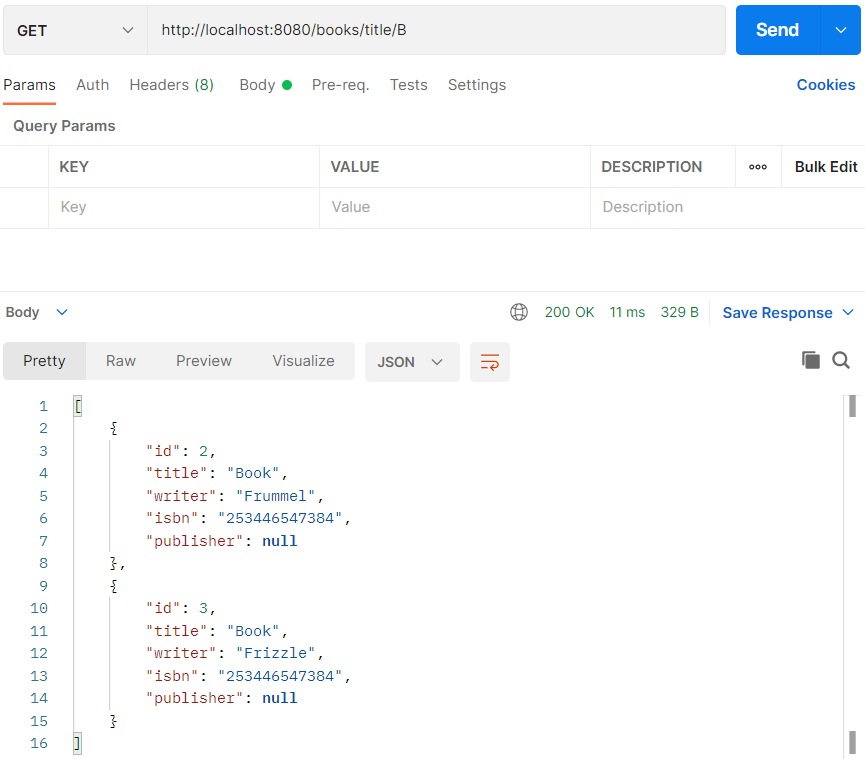 GET http://localhost:8080/books/title/B Send
Params Auth Headers (8) Body Pre-req. Tests Settings Cookies
Query Params
KEY VALUE DESCRIPTION ooo Bulk Edit
Key Value Description
Body 200 OK 11 ms 329 B Save Response
Pretty Raw Preview Visualize JSON
1 [
2 {
3 "id": 2,
4 "title": "Book",
5 "writer": "Frummel",
6 "isbn": "253446547384",
7 "publisher": null
8 },
9 {
10 "id": 3,
11 "title": "Book",
12 "writer": "Frizzle",
13 "isbn": "253446547384",
14 "publisher": null
15 }
16 ]